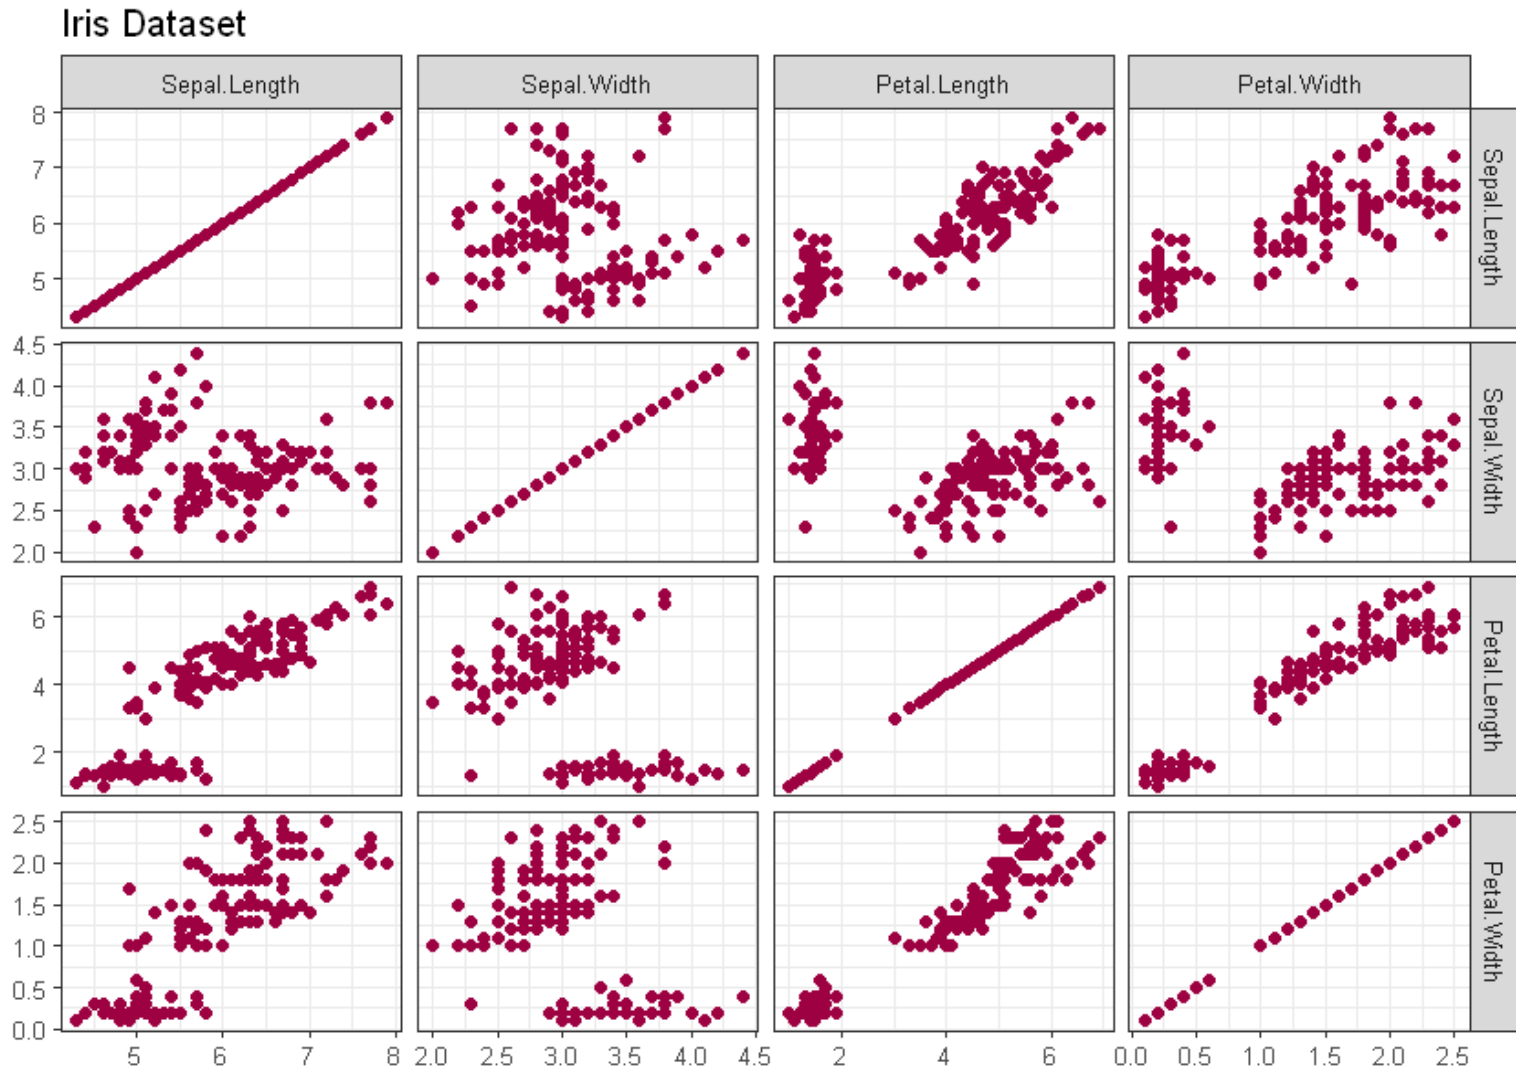 Iris Dataset
Sepal.Length
Sepal.Width
Petal.Length
Petal.Width
8
7
6
5
Sepal.Length
4.5
4.0
3.5
3.0
2.5
2.0
Sepal.Width
6
4
2
Petal.Length
2.5
2.0
1.5
1.0
0.5
0.0
Petal.Width
5 6 7 8
2.0 2.5 3.0 3.5 4.0 4.5
2 4 6
0.0 0.5 1.0 1.5 2.0 2.5